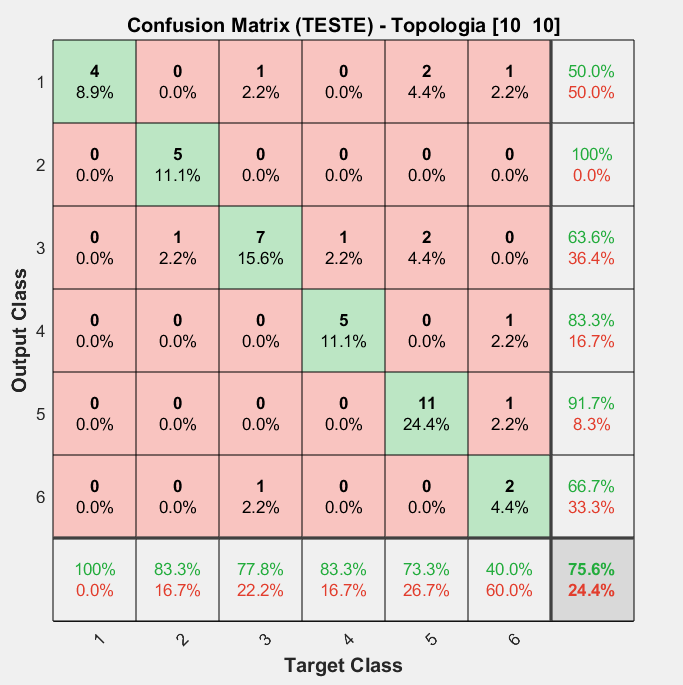 Confusion Matrix (TESTE) - Topologia [10  10]
4 0 1 0 2 1 50.0%
1
8.9% 0.0% 2.2% 0.0% 4.4% 2.2% 50.0%
0 5 0 0 0 0 100%
2
0.0% 11.1% 0.0% 0.0% 0.0% 0.0% 0.0%
0 1 7 1 2 0 63.6%
3
0.0% 2.2% 15.6% 2.2% 4.4% 0.0% 36.4%
0 0 0 5 0 1 83.3%
4
0.0% 0.0% 0.0% 11.1% 0.0% 2.2% 16.7%
0 0 0 0 11 1 91.7%
5
0.0% 0.0% 0.0% 0.0% 24.4% 2.2% 8.3%
0 0 1 0 0 2 66.7%
6
0.0% 0.0% 2.2% 0.0% 0.0% 4.4% 33.3%
100% 83.3% 77.8% 83.3% 73.3% 40.0% 75.6%
0.0% 16.7% 22.2% 16.7% 26.7% 60.0% 24.4%
1 2 3 4 5 6
Target Class
Output Class